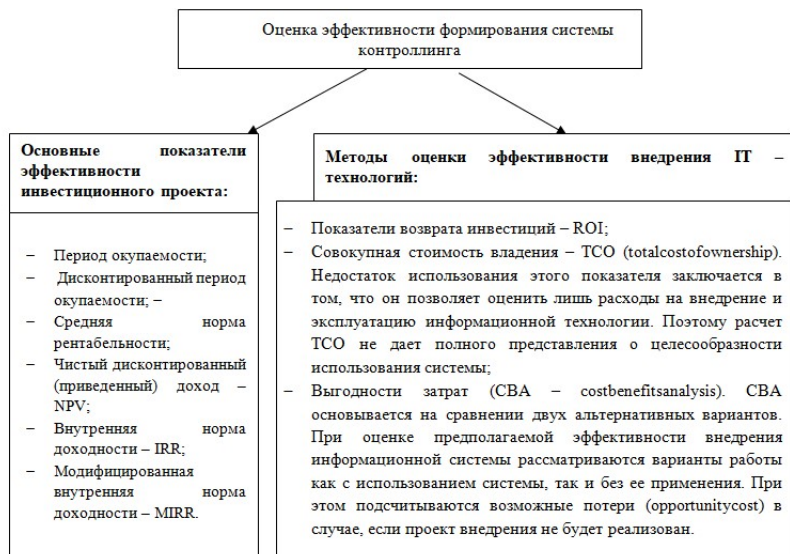 Оценка эффективности формирования системы
контроллинга
Основные показатели
эффективности
инвестиционного проекта:
– Период окупаемости;
– Дисконтированный период
окупаемости; –
– Средняя норма
рентабельности;
– Чистый дисконтированный
(приведенный) доход –
NPV;
– Внутренняя норма
доходности – IRR;
– Модифицированная
внутренняя норма
доходности – MIRR.
Методы оценки эффективности внедрения IT –
технологий:
– Показатели возврата инвестиций – ROI;
– Совокупная стоимость владения – TCO (totalcostofownership).
Недостаток использования этого показателя заключается в
том, что он позволяет оценить лишь расходы на внедрение и
эксплуатацию информационной технологии. Поэтому расчет
TCO не дает полного представления о целесообразности
использования системы;
– Выгодности затрат (CBA – costbenefitsanalysis). CBA
основывается на сравнении двух альтернативных вариантов.
При оценке предполагаемой эффективности внедрения
информационной системы рассматриваются варианты работы
как с использованием системы, так и без ее применения. При
этом подсчитываются возможные потери (opportunitycost) в
случае, если проект внедрения не будет реализован.